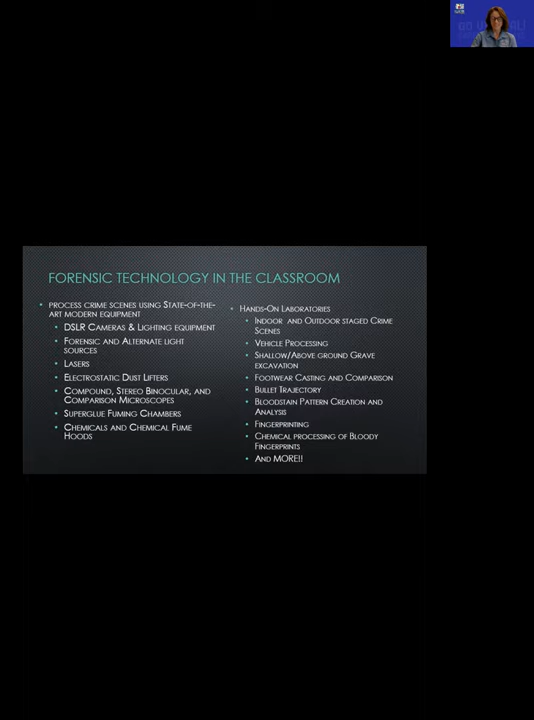 FORENSIC TECHNOLOGY IN THE CLASSROOM
• PROCESS CRIME SCENES USING STATE-OF-THE-
ART MODERN EQUIPMENT
• DSLR CAMERAS & LIGHTING EQUIPMENT
• FORENSIC AND ALTERNATE LIGHT
SOURCES
• LASERS
• ELECTROSTATIC DUST LIFTERS
• COMPOUND, STEREO BINOCULAR, AND
COMPARISON MICROSCOPES
• SUPERGLUE FUMING CHAMBERS
• CHEMICALS AND CHEMICAL FUME
HOODS
• HANDS-ON LABORATORIES
• INDOOR AND OUTDOOR STAGED CRIME
SCENES
• VEHICLE PROCESSING
• SHALLOW/ABOVE GROUND GRAVE
EXCAVATION
• FOOTWEAR CASTING AND COMPARISON
• BULLET TRAJECTORY
• BLOODSTAIN PATTERN CREATION AND
ANALYSIS
• FINGERPRINTING
• CHEMICAL PROCESSING OF BLOODY
FINGERPRINTS
• AND MORE!!